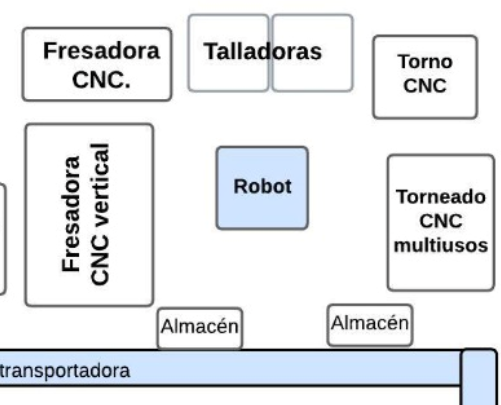 Fresadora
CNC.
Talladoras
Torno
CNC
Fresadora
CNC vertical
Robot
Torneado
CNC
multiusos
Almacén
Almacén
transportadora